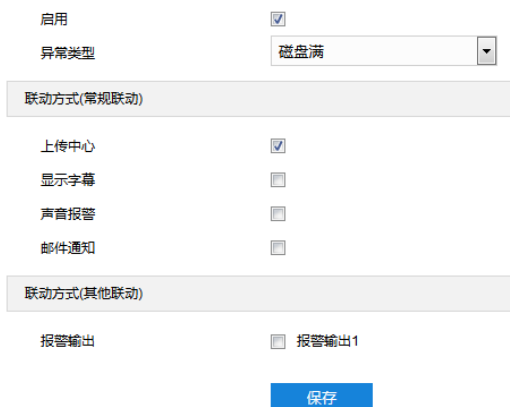 启用
异常类型 磁盘满
联动方式(常规联动)
上传中心
显示字幕
声音报警
邮件通知
联动方式(其他联动)
报警输出 报警输出1
保存